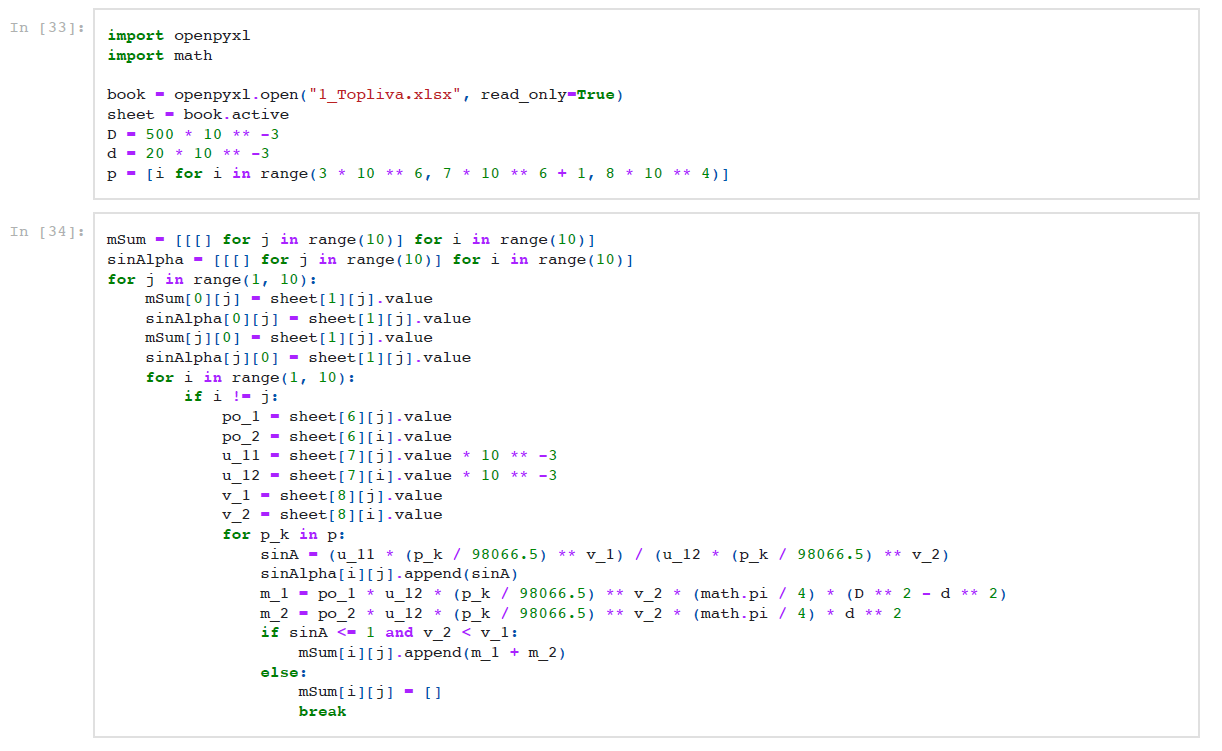 In [33]:
import openpyxl
import math
book = openpyxl.open("1_Topliva.xlsx", read_only=True)
sheet = book.active
D = 500 * 10 ** -3
d = 20 * 10 ** -3
p = [i for i in range(3 * 10 ** 6, 7 * 10 ** 6 + 1, 8 * 10 ** 4)]
In [34]:
mSum = [[[] for j in range(10)] for i in range(10)]
sinAlpha = [[[] for j in range(10)] for i in range(10)]
for j in range(1, 10):
    mSum[0][j] = sheet[1][j].value
    sinAlpha[0][j] = sheet[1][j].value
    mSum[j][0] = sheet[1][j].value
    sinAlpha[j][0] = sheet[1][j].value
    for i in range(1, 10):
        if i != j:
            po_1 = sheet[6][j].value
            po_2 = sheet[6][i].value
            u_11 = sheet[7][j].value * 10 ** -3
            u_12 = sheet[7][i].value * 10 ** -3
            v_1 = sheet[8][j].value
            v_2 = sheet[8][i].value
            for p_k in p:
                sinA = (u_11 * (p_k / 98066.5) ** v_1) / (u_12 * (p_k / 98066.5) ** v_2)
                sinAlpha[i][j].append(sinA)
                m_1 = po_1 * u_12 * (p_k / 98066.5) ** v_2 * (math.pi / 4) * (D ** 2 - d ** 2)
                m_2 = po_2 * u_12 * (p_k / 98066.5) ** v_2 * (math.pi / 4) * d ** 2
                if sinA <= 1 and v_2 < v_1:
                    mSum[i][j].append(m_1 + m_2)
                else:
                    mSum[i][j] = []
                    break